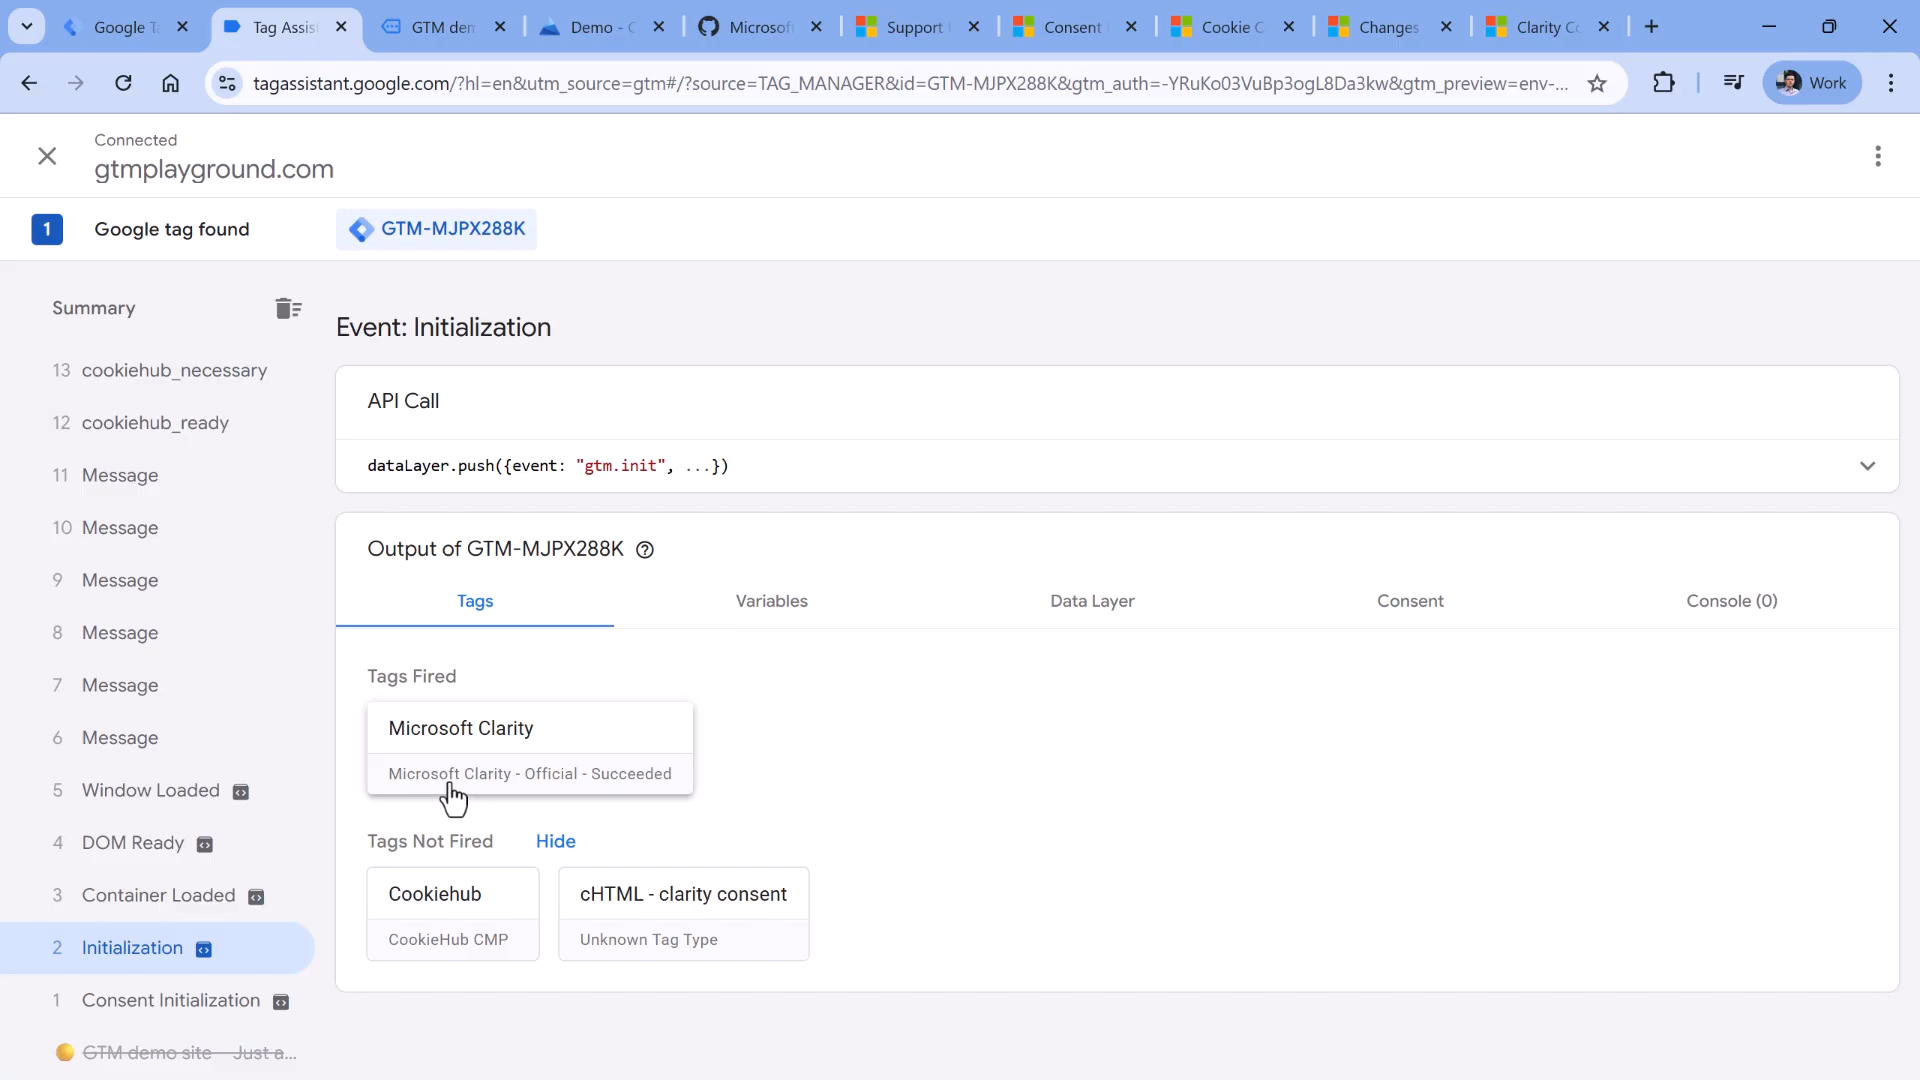 Google Ta
Tag Assis
GTM dem
Demo - C
Microsof
Support
Consent
Cookie C
Changes
Clarity Co
tagassistant.google.com/?hl=en&utm_source=gtm#/?source=TAG_MANAGER&id=GTM-MJPX288K&gtm_auth=-YRuKo03VuBp3ogL8Da3kw&gtm_preview=env-...
Work
Connected
gtmplayground.com
1 Google tag found GTM-MJPX288K
Summary
13 cookiehub_necessary
12 cookiehub_ready
11 Message
10 Message
9 Message
8 Message
7 Message
6 Message
5 Window Loaded
4 DOM Ready
3 Container Loaded
2 Initialization
1 Consent Initialization
GTM demo site – Just a...
Event: Initialization
API Call
dataLayer.push({event: "gtm.init", ...})
Output of GTM-MJPX288K
Tags
Variables
Data Layer
Consent
Console (0)
Tags Fired
Microsoft Clarity
Microsoft Clarity - Official - Succeeded
Tags Not Fired Hide
Cookiehub
CookieHub CMP
cHTML - clarity consent
Unknown Tag Type